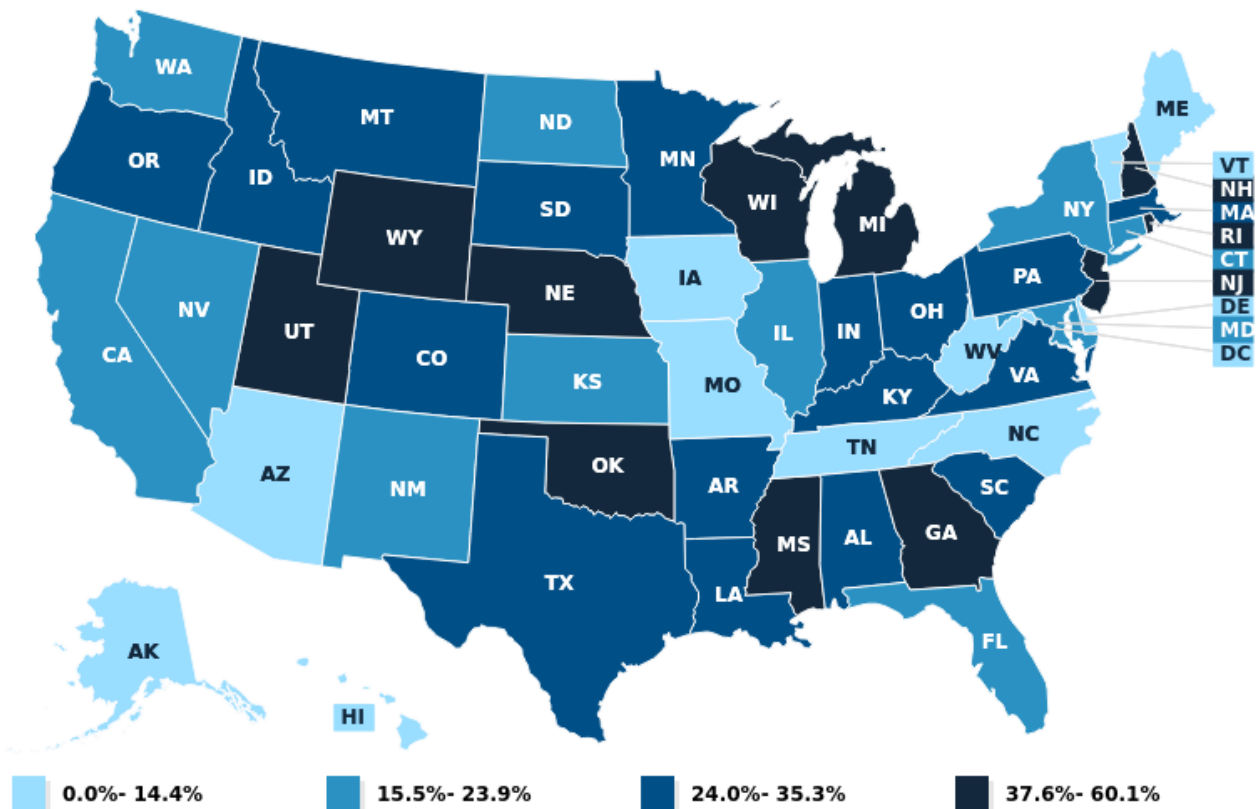 WA
MT
ND
MN
OR
ID
SD
WI
MI
NY
ME
VT
NH
MA
RI
CT
NJ
DE
MD
DC
WY
NE
IA
PA
NV
UT
CO
IL
IN
OH
CA
KS
MO
WV
VA
KY
AZ
NM
OK
AR
TN
NC
SC
TX
LA
MS
AL
GA
FL
AK
HI
0.0%- 14.4%
15.5%- 23.9%
24.0%- 35.3%
37.6%- 60.1%